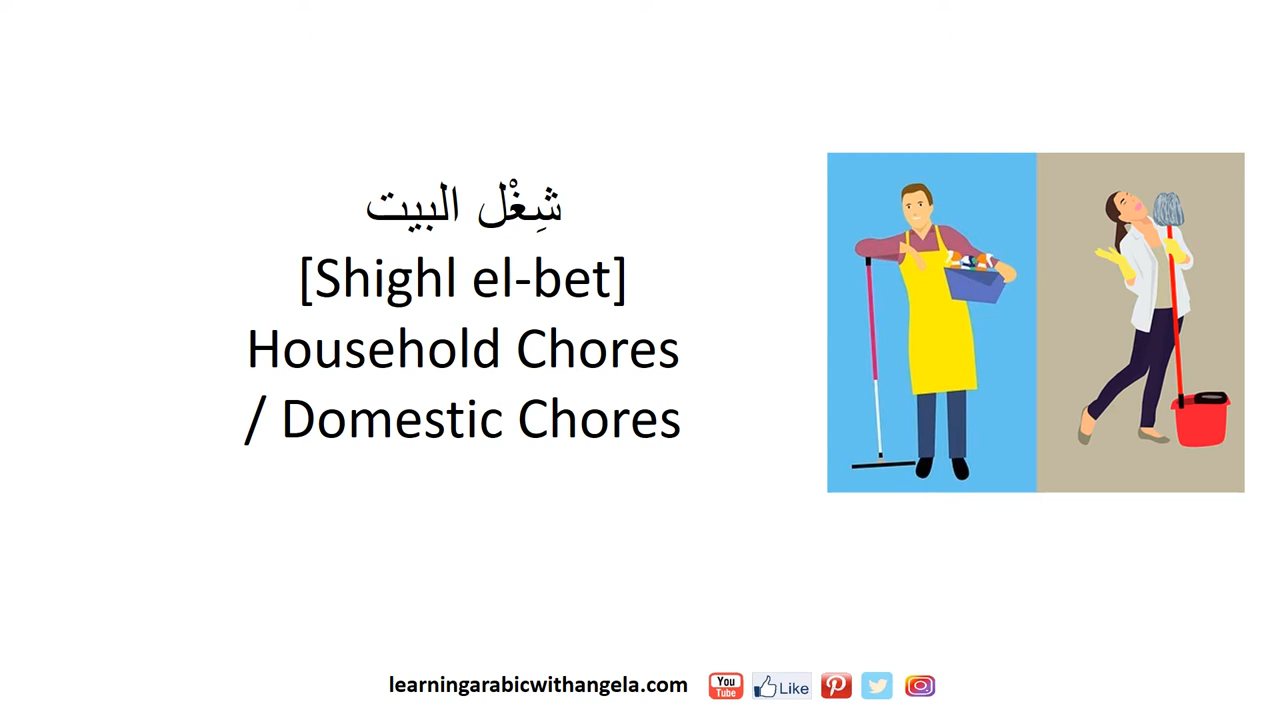 شِغْل البيت
[Shighl el-bet]
Household Chores
/ Domestic Chores
learningarabicwithangela.com You Tube Like